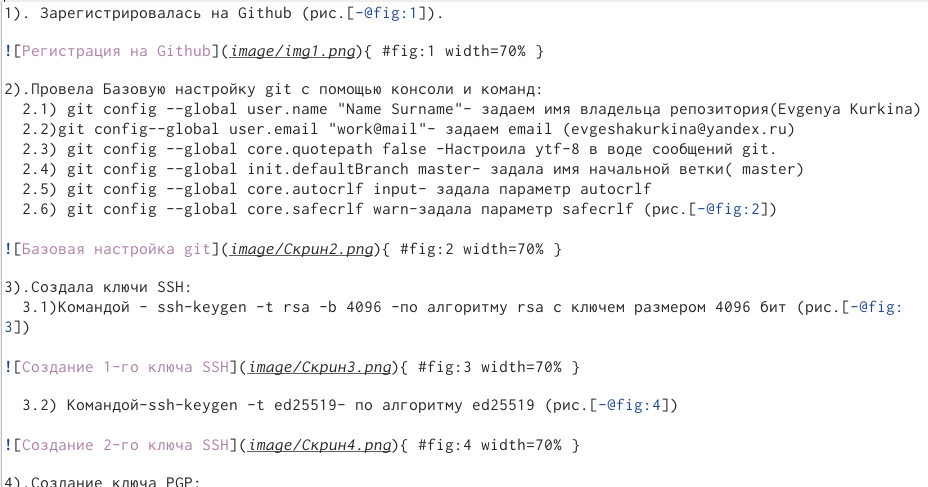 1). Зарегистрировалась на Github (рис.[-@fig:1]).
![Регистрация на Github](image/img1.png){ #fig:1 width=70% }
2).Провела Базовую настройку git с помощью консоли и команд:
2.1) git config --global user.name "Name Surname"- задаем имя владельца репозитория(Evgenya Kurkina)
2.2)git config--global user.email "work@mail"- задаем email (evgeshakurkina@yandex.ru)
2.3) git config --global core.quotepath false -Настроила ytf-8 в воде сообщений git.
2.4) git config --global init.defaultBranch master- задала имя начальной ветки( master)
2.5) git config --global core.autocrlf input- задала параметр autocrlf
2.6) git config --global core.safecrlf warn-задала параметр safecrlf (рис.[-@fig:2])
![Базовая настройка git](image/Скрин2.png){ #fig:2 width=70% }
3).Создала ключи SSH:
3.1)Командой - ssh-keygen -t rsa -b 4096 -по алгоритму rsa с ключем размером 4096 бит (рис.[-@fig:
3])
![Создание 1-го ключа SSH](image/Скрин3.png){ #fig:3 width=70% }
3.2) Командой-ssh-keygen -t ed25519- по алгоритму ed25519 (рис.[-@fig:4])
![Создание 2-го ключа SSH](image/Скрин4.png){ #fig:4 width=70% }
4).Создание ключа PGP: